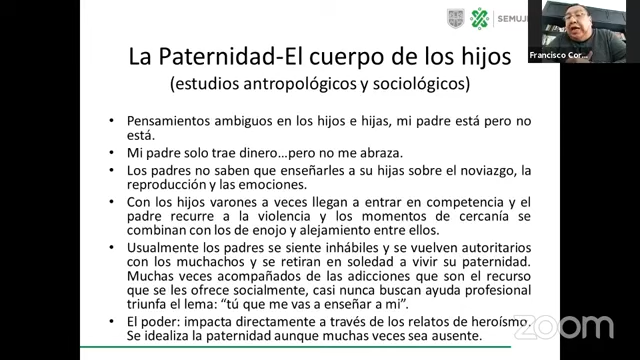 SEMUJ
Francisco Cor...
La Paternidad-El cuerpo de los hijos
(estudios antropológicos y sociológicos)
• Pensamientos ambiguos en los hijos e hijas, mi padre está pero no
está.
• Mi padre solo trae dinero...pero no me abraza.
• Los padres no saben que enseñarles a su hijas sobre el noviazgo, la
reproducción y las emociones.
• Con los hijos varones a veces llegan a entrar en competencia y el
padre recurre a la violencia y los momentos de cercanía se
combinan con los de enojo y alejamiento entre ellos.
• Usualmente los padres se siente inhábiles y se vuelven autoritarios
con los muchachos y se retiran en soledad a vivir su paternidad.
Muchas veces acompañados de las adicciones que son el recurso
que se les ofrece socialmente, casi nunca buscan ayuda profesional
triunfa el lema: "tú que me vas a enseñar a mi".
• El poder: impacta directamente a través de los relatos de heroísmo.
Se idealiza la paternidad aunque muchas veces sea ausente.
zoom